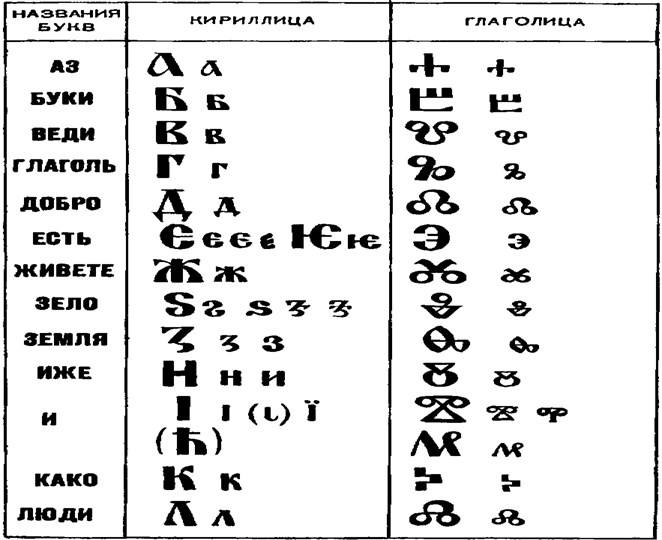 НАЗВАНИЯ БУКВ КИРИЛЛИЦА ГЛАГОЛИЦА
АЗ Ⰰ ⰰ
БУКИ Б б Ⰱ ⰱ
ВЕДИ В в Ⰲ ⰲ
ГЛАГОЛЬ Г г Ⰳ ⰳ
ДОБРО Д д Ⰴ ⰴ
ЕСТЬ Є є Є є Ѥ ѥ Ⰵ ⰵ
ЖИВЕТЕ Ж ж Ⰶ ⰶ
ЗЕЛО Ѕ ꙅ ѕ Ⰷ ⰷ
ЗЕМЛЯ З з з Ⰸ ⰸ
ИЖЕ Н н и Ⰻ ⰻ
И І і (ι) ї
(Ћ) Ⰼ ⰼ
КАКО К к Ⰽ ⰽ
ЛЮДИ Л л Ⰾ ⰾ